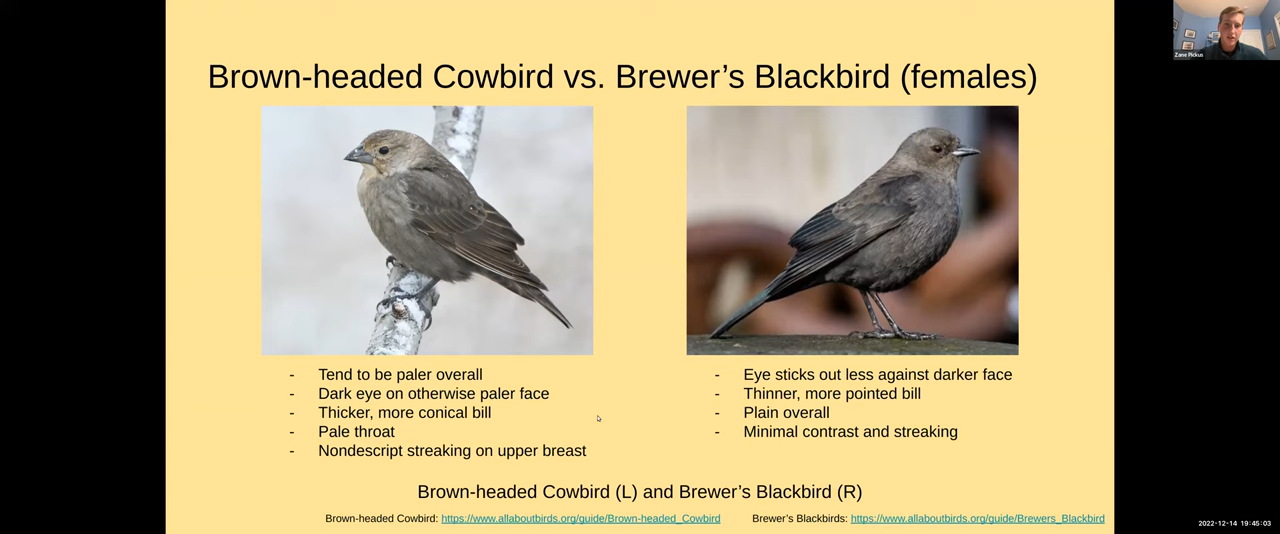 Zane Pickus
Brown-headed Cowbird vs. Brewer's Blackbird (females)
- Tend to be paler overall
- Dark eye on otherwise paler face
- Thicker, more conical bill
- Pale throat
- Nondescript streaking on upper breast
- Eye sticks out less against darker face
- Thinner, more pointed bill
- Plain overall
- Minimal contrast and streaking
Brown-headed Cowbird (L) and Brewer's Blackbird (R)
Brown-headed Cowbird: https://www.allaboutbirds.org/guide/Brown-headed_Cowbird
Brewer's Blackbirds: https://www.allaboutbirds.org/guide/Brewers_Blackbird
2022-12-14 19:45:03